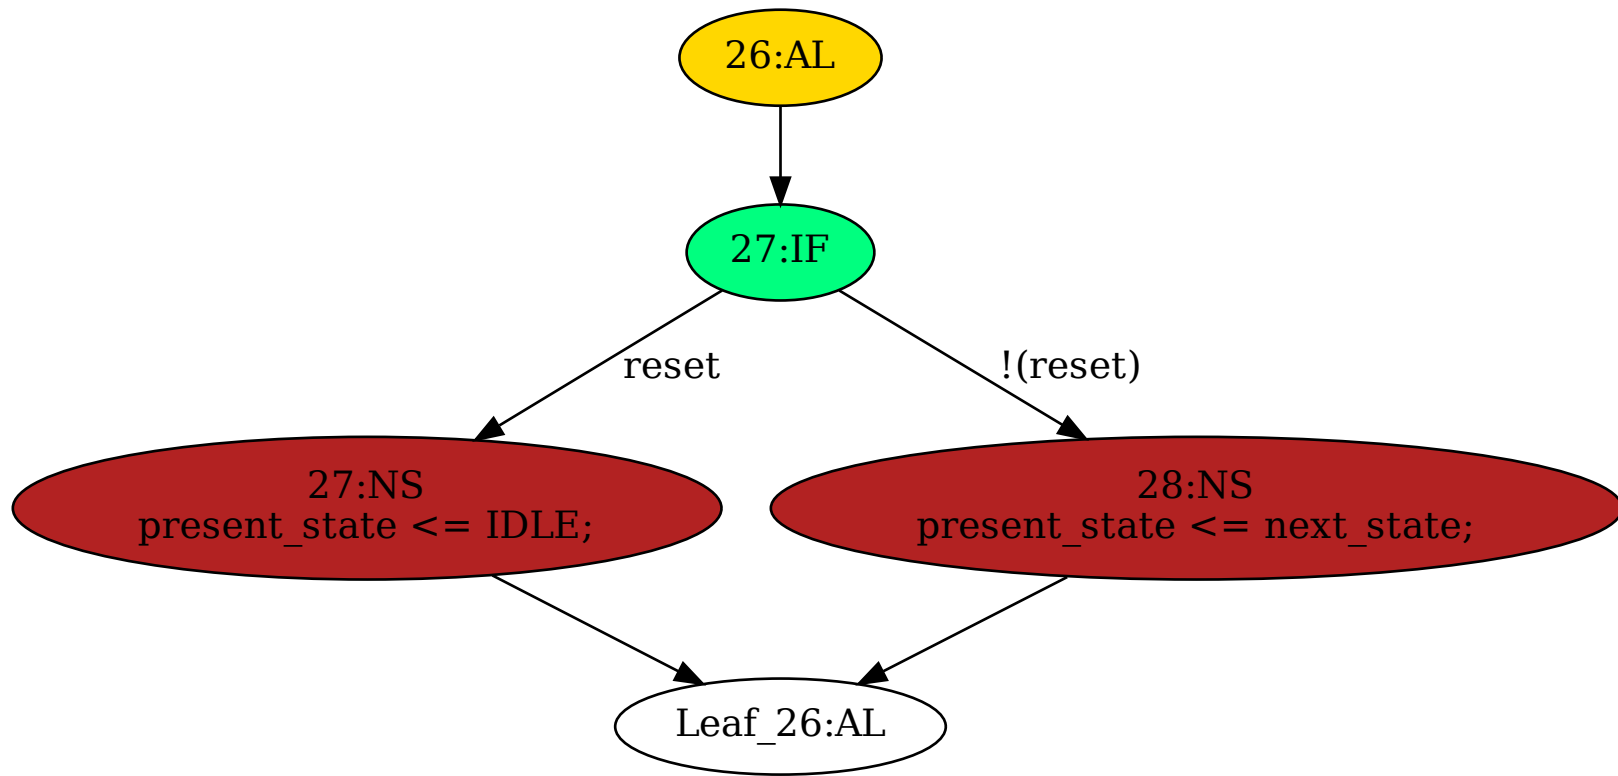 26:AL
27:IF
reset
!(reset)
27:NS
present_state <= IDLE;
28:NS
present_state <= next_state;
Leaf_26:AL